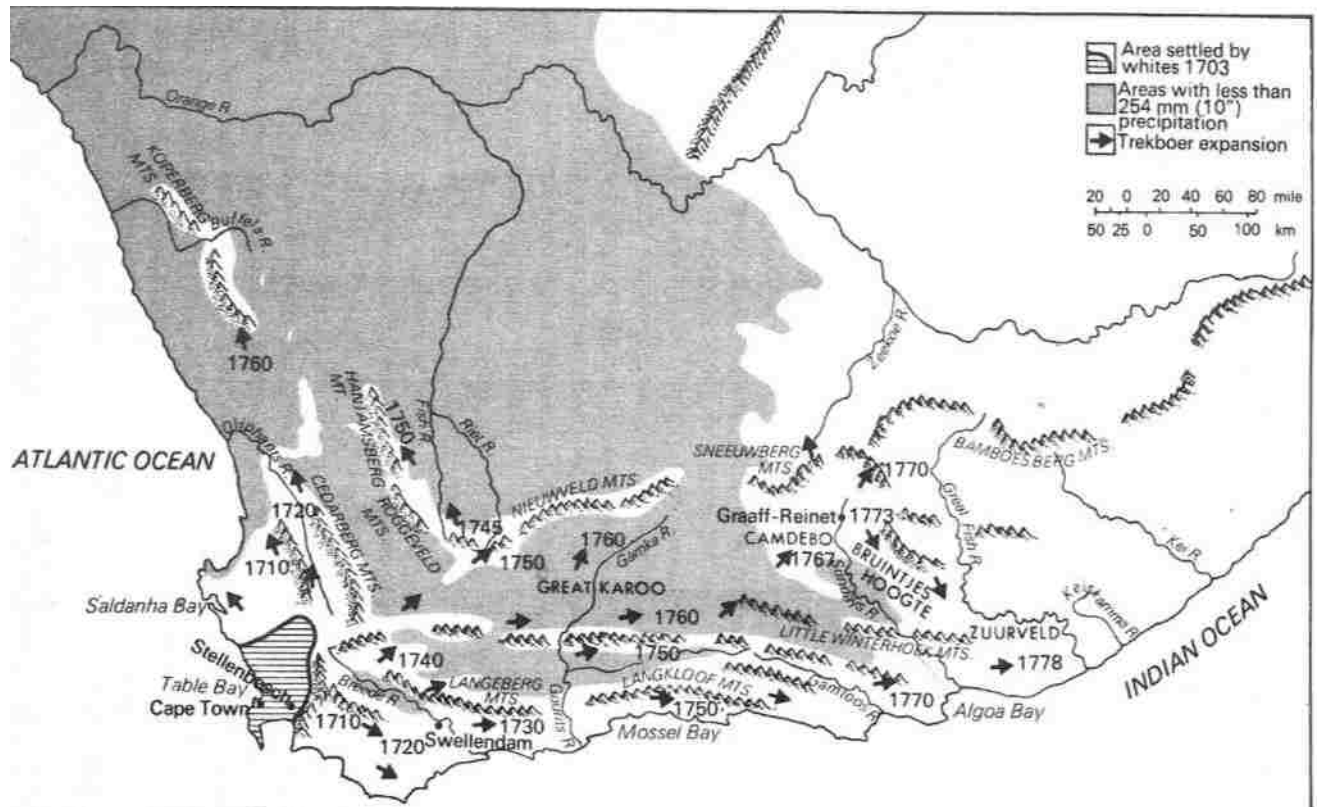 Area settled by
whites 1703
Areas with less than
254 mm (10")
precipitation
Trekboer expansion
20 0 20 40 60 80 mile
50 25 0 50 100 km
Orange R.
KOPERBERG
MTS.
Buffels R.
1760
HANTAMSBERG
MT.
1750
Fish R.
Riet R.
Zeekoe R.
ATLANTIC OCEAN
Oliphants R.
CEDARBERG MTS.
ROGGEVELD
MTS.
NIEUWVELD MTS.
SNEEUWBERG
MTS.
1770
BAMBOESBERG MTS.
1720
1745
1750
1760
Gamka R.
Graaff-Reinet
1773
CAMDEBO
1767
Great Fish R.
Kei R.
1710
GREAT KAROO
BRUINTJES
HOOGTE
Sundays R.
Keiskamma R.
Saldanha Bay
1760
ZUURVELD
LITTLE WINTERHOEK MTS.
1778
INDIAN OCEAN
Stellenbosch
1740
1750
Table Bay
LANGEBERG
MTS.
LANGKLOOF MTS.
Gamtoos R.
1770
Algoa Bay
Cape Town
Breede R.
1710
1730
Gourits R.
1750
Mossel Bay
1720
Swellendam